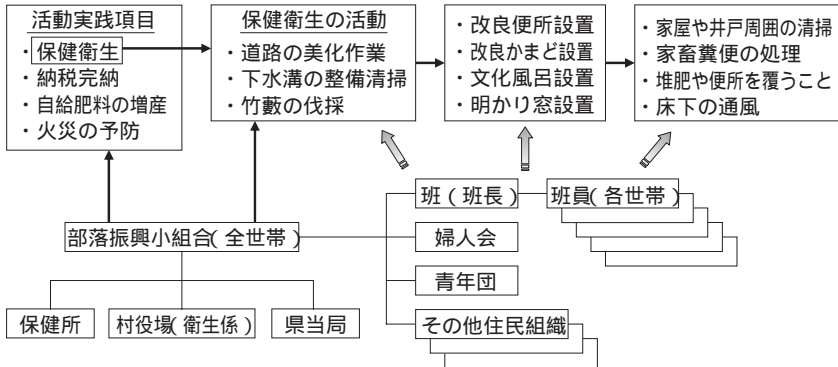 活動実践項目
・保健衛生
・納税完納
・自給肥料の増産
・火災の予防
保健衛生の活動
・道路の美化作業
・下水溝の整備清掃
・竹藪の伐採
・改良便所設置
・改良かまど設置
・文化風呂設置
・明かり窓設置
・家屋や井戸周囲の清掃
・家畜糞便の処理
・堆肥や便所を覆うこと
・床下の通風
班(班長)
班員(各世帯)
部落振興小組合(全世帯)
婦人会
青年団
保健所
村役場(衛生係)
県当局
その他住民組織